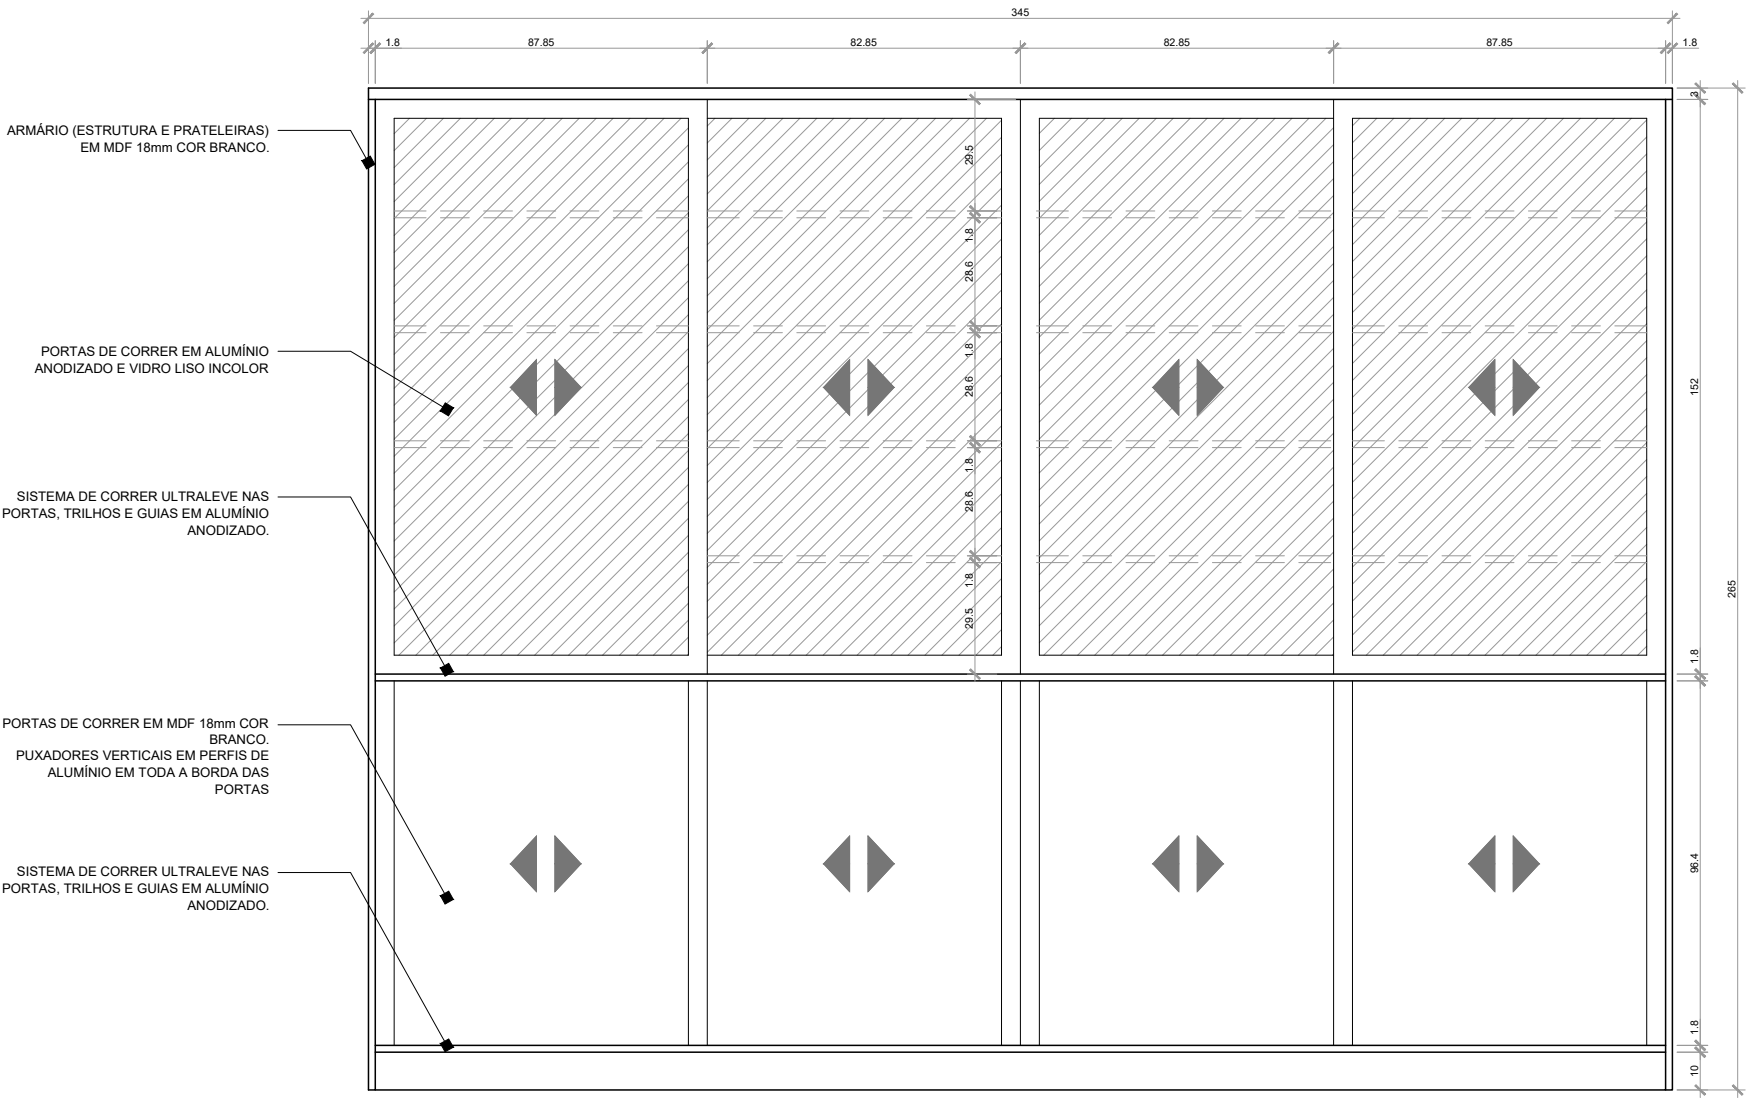 345
1.8
87.85
82.85
82.85
87.85
1.8
ARMÁRIO (ESTRUTURA E PRATELEIRAS)
EM MDF 18mm COR BRANCO.
PORTAS DE CORRER EM ALUMÍNIO
ANODIZADO E VIDRO LISO INCOLOR
SISTEMA DE CORRER ULTRALEVE NAS
PORTAS, TRILHOS E GUIAS EM ALUMÍNIO
ANODIZADO.
PORTAS DE CORRER EM MDF 18mm COR
BRANCO.
PUXADORES VERTICAIS EM PERFIS DE
ALUMÍNIO EM TODA A BORDA DAS
PORTAS
SISTEMA DE CORRER ULTRALEVE NAS
PORTAS, TRILHOS E GUIAS EM ALUMÍNIO
ANODIZADO.
29.5
1.8
28.6
1.8
28.6
1.8
28.6
1.8
29.5
3
152
1.8
96.4
1.8
10
265